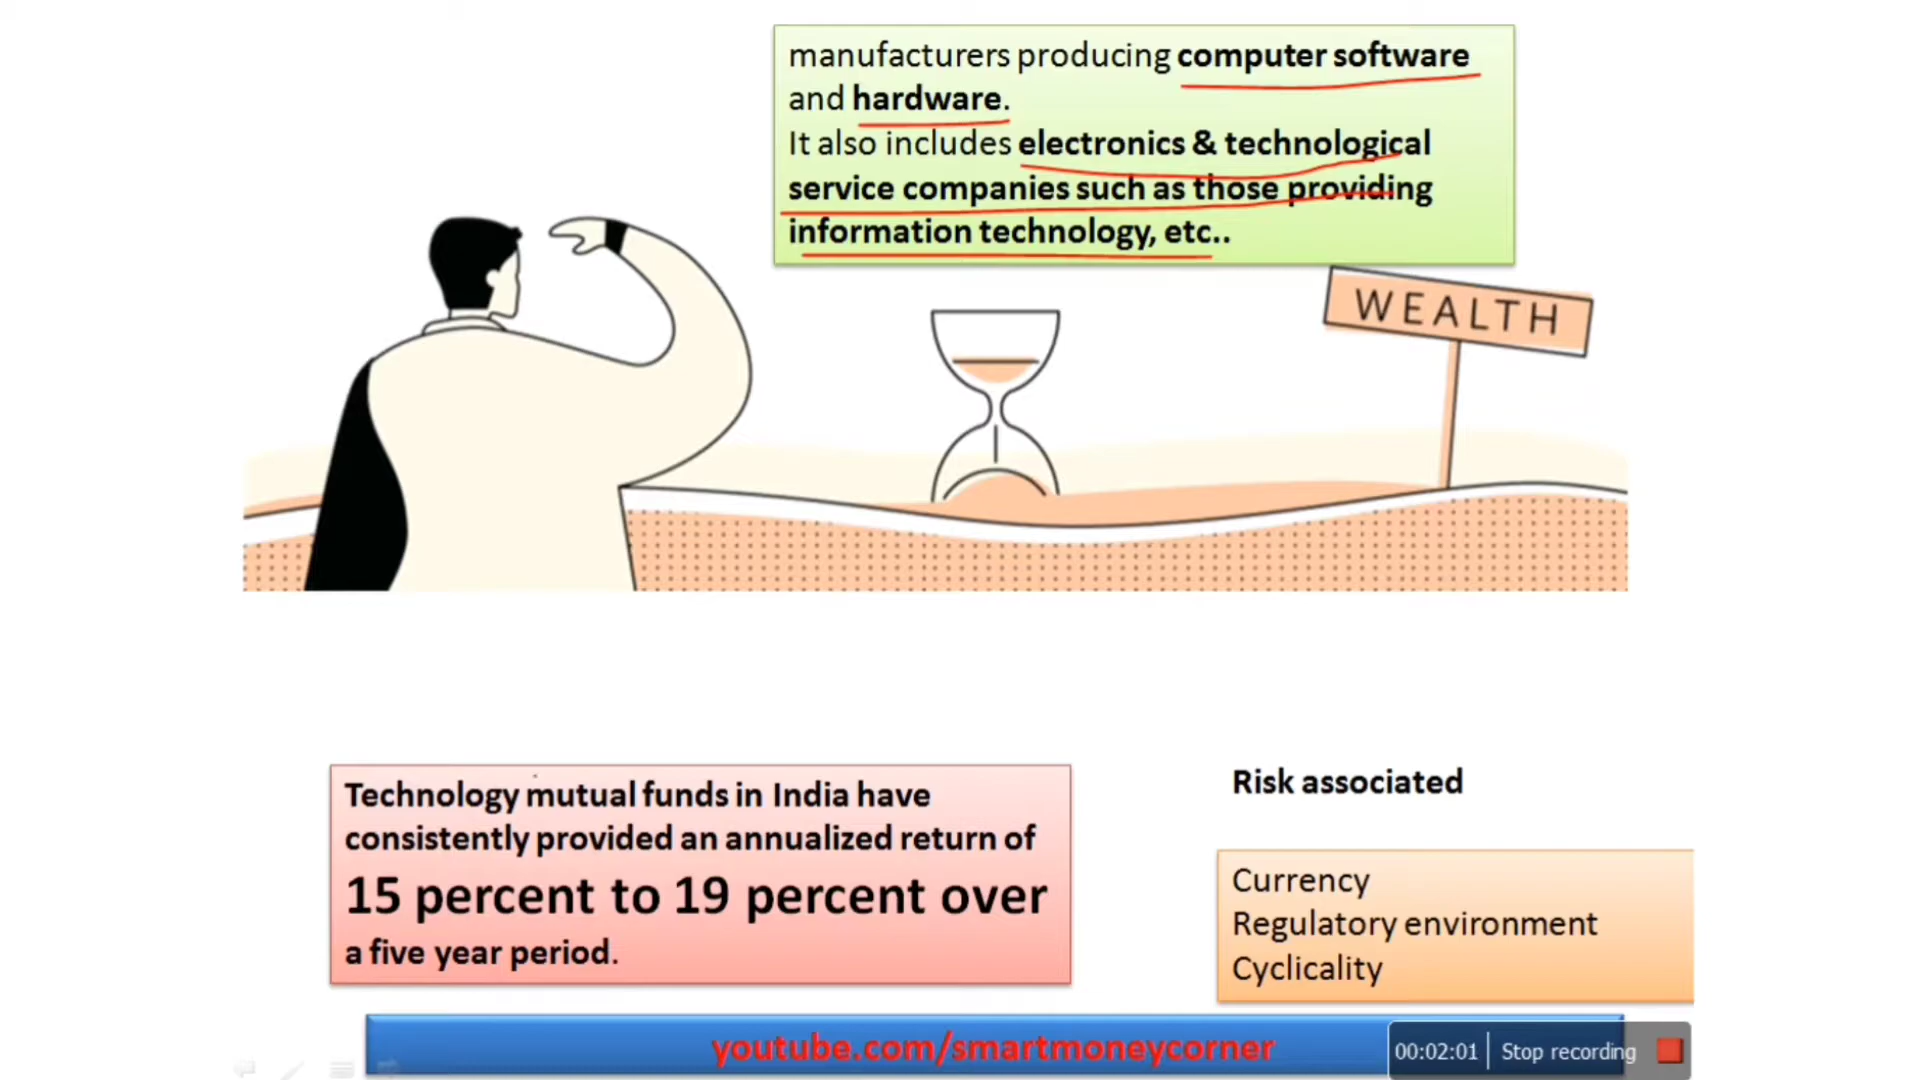 manufacturers producing computer software
and hardware.
It also includes electronics & technological
service companies such as those providing
information technology, etc..
WEALTH
Technology mutual funds in India have
consistently provided an annualized return of
15 percent to 19 percent over
a five year period.
Risk associated
Currency
Regulatory environment
Cyclicality
youtube.com/smartmoneycorner
00:02:01 Stop recording